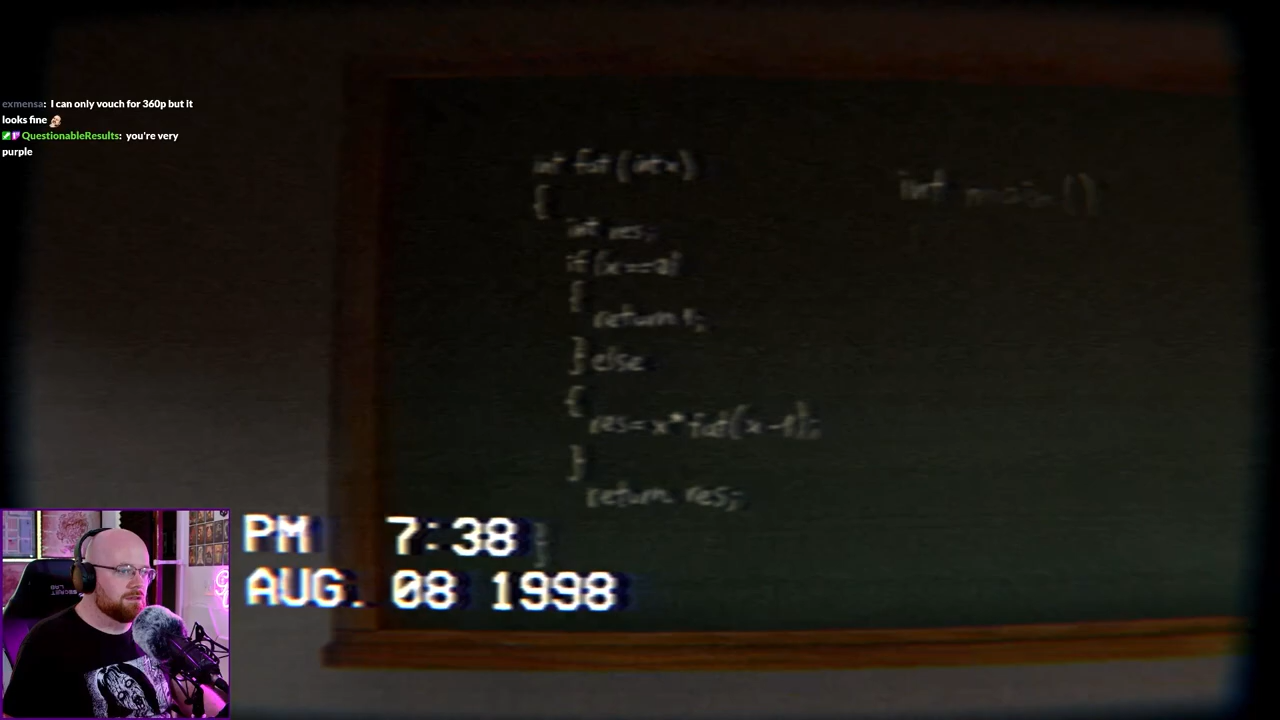 exmensa: I can only vouch for 360p but it
looks fine
QuestionableResults: you're very
purple
int fat (int x)
{
int res;
if (x==0)
{
return 1;
} else
{
res=x*fat(x-1);
}
return res;
}
int main()
PM 7:38
AUG. 08 1998